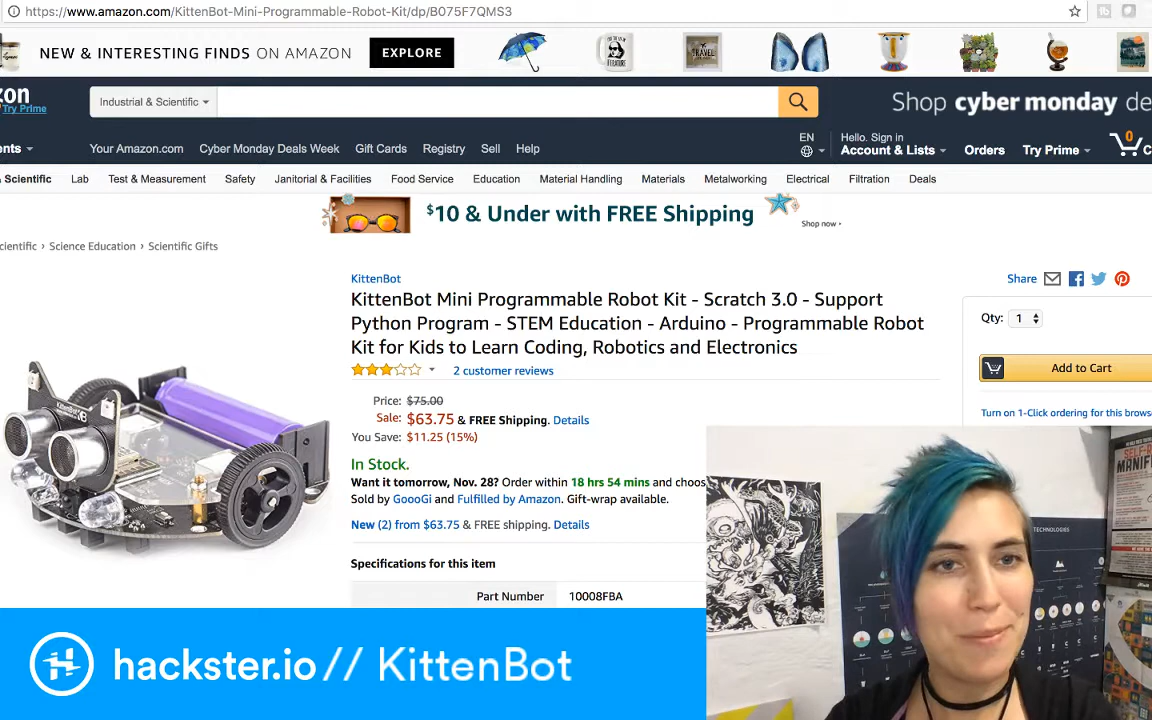 https://www.amazon.com/KittenBot-Mini-Programmable-Robot-Kit/dp/B075F7QMS3
NEW & INTERESTING FINDS ON AMAZON EXPLORE
zon
Try Prime
Industrial & Scientific
Shop cyber monday de
ents
Your Amazon.com Cyber Monday Deals Week Gift Cards Registry Sell Help
EN
Hello. Sign in
Account & Lists Orders Try Prime 0 C
Scientific Lab Test & Measurement Safety Janitorial & Facilities Food Service Education Material Handling Materials Metalworking Electrical Filtration Deals
$10 & Under with FREE Shipping Shop now ›
cientific › Science Education › Scientific Gifts
KittenBot
Share
KittenBot Mini Programmable Robot Kit - Scratch 3.0 - Support
Python Program - STEM Education - Arduino - Programmable Robot
Kit for Kids to Learn Coding, Robotics and Electronics
Qty: 1
2 customer reviews
Add to Cart
Price: $75.00
Sale: $63.75 & FREE Shipping. Details
You Save: $11.25 (15%)
Turn on 1-Click ordering for this brows
In Stock.
Want it tomorrow, Nov. 28? Order within 18 hrs 54 mins and choos
Sold by GoooGi and Fulfilled by Amazon. Gift-wrap available.
New (2) from $63.75 & FREE shipping. Details
Specifications for this item
Part Number 10008FBA
KittenBot
TECHNOLOGIES
MANIF
hackster.io // KittenBot